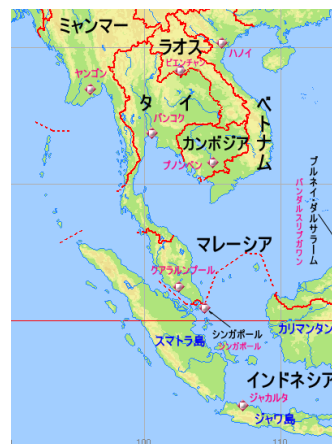 ミャンマー
ラオス
ハノイ
ビエンチャン
ヤンゴン
タイ
バンコク
ベトナム
カンボジア
プノンペン
ブルネイ・ダルサラーム
バンダルスリブガワン
マレーシア
クアラルンプール
シンガポール
シンガポール
カリマンタン
スマトラ島
インドネシア
ジャカルタ
ジャワ島
100
110